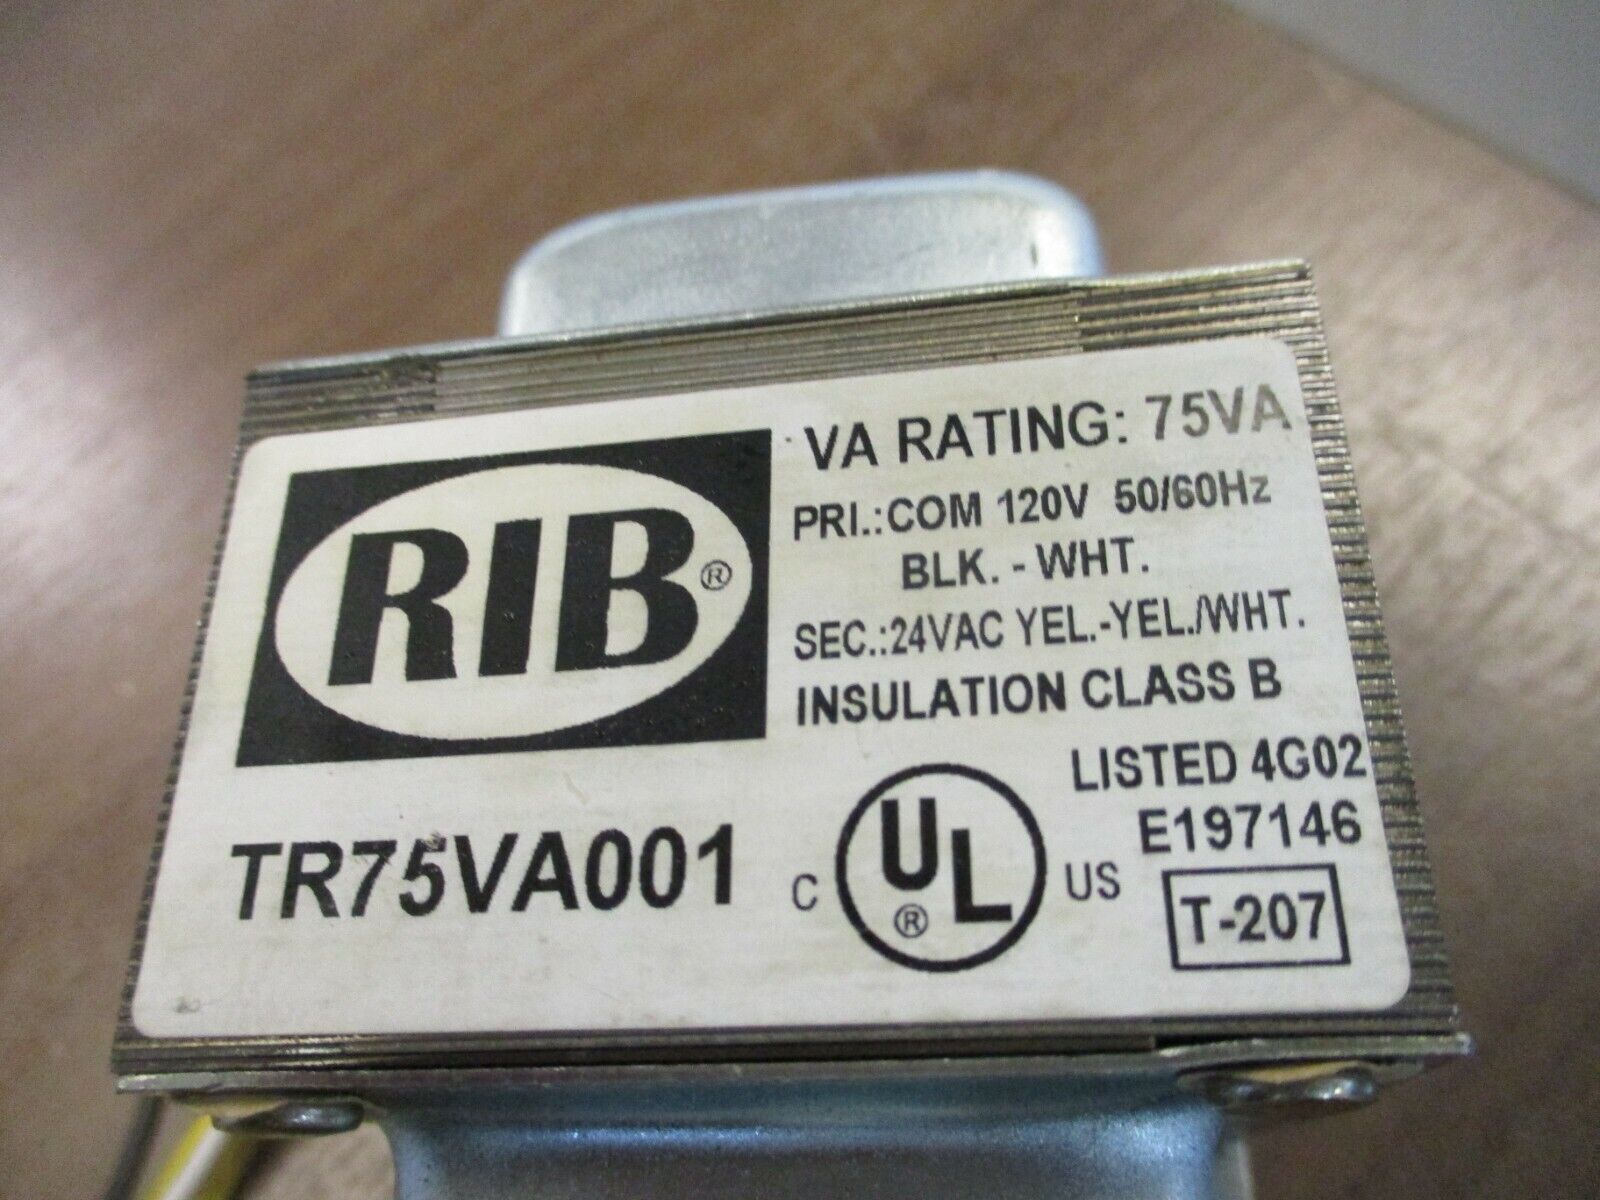 RIB®
VA RATING: 75VA
PRI.:COM 120V 50/60Hz
BLK. - WHT.
SEC.:24VAC YEL.-YEL./WHT.
INSULATION CLASS B
LISTED 4G02
E197146
TR75VA001
C UL® US
T-207